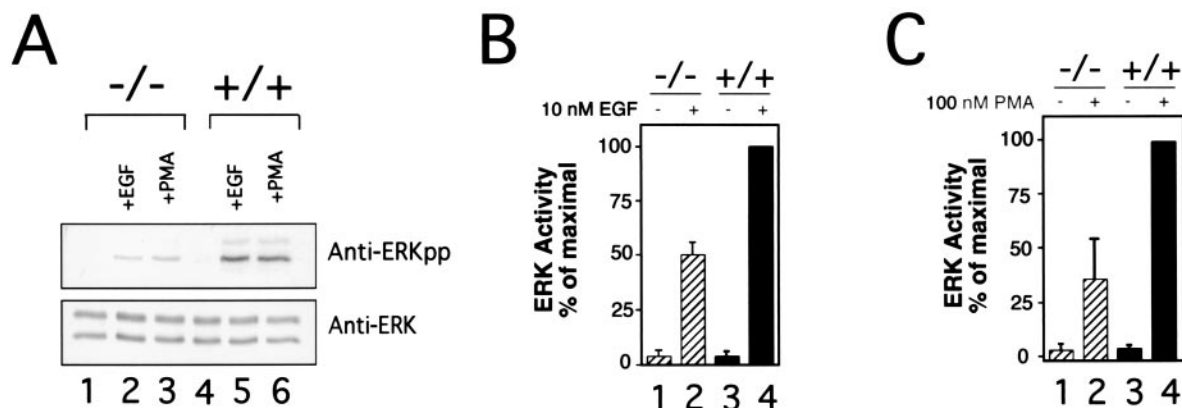 A
-/- +/+
+EGF +PMA +EGF +PMA
Anti-ERKpp
Anti-ERK
1 2 3 4 5 6
B
-/- +/+
10 nM EGF - + - +
ERK Activity
% of maximal
100
75
50
25
0
1 2 3 4
C
-/- +/+
100 nM PMA - + - +
ERK Activity
% of maximal
100
75
50
25
0
1 2 3 4